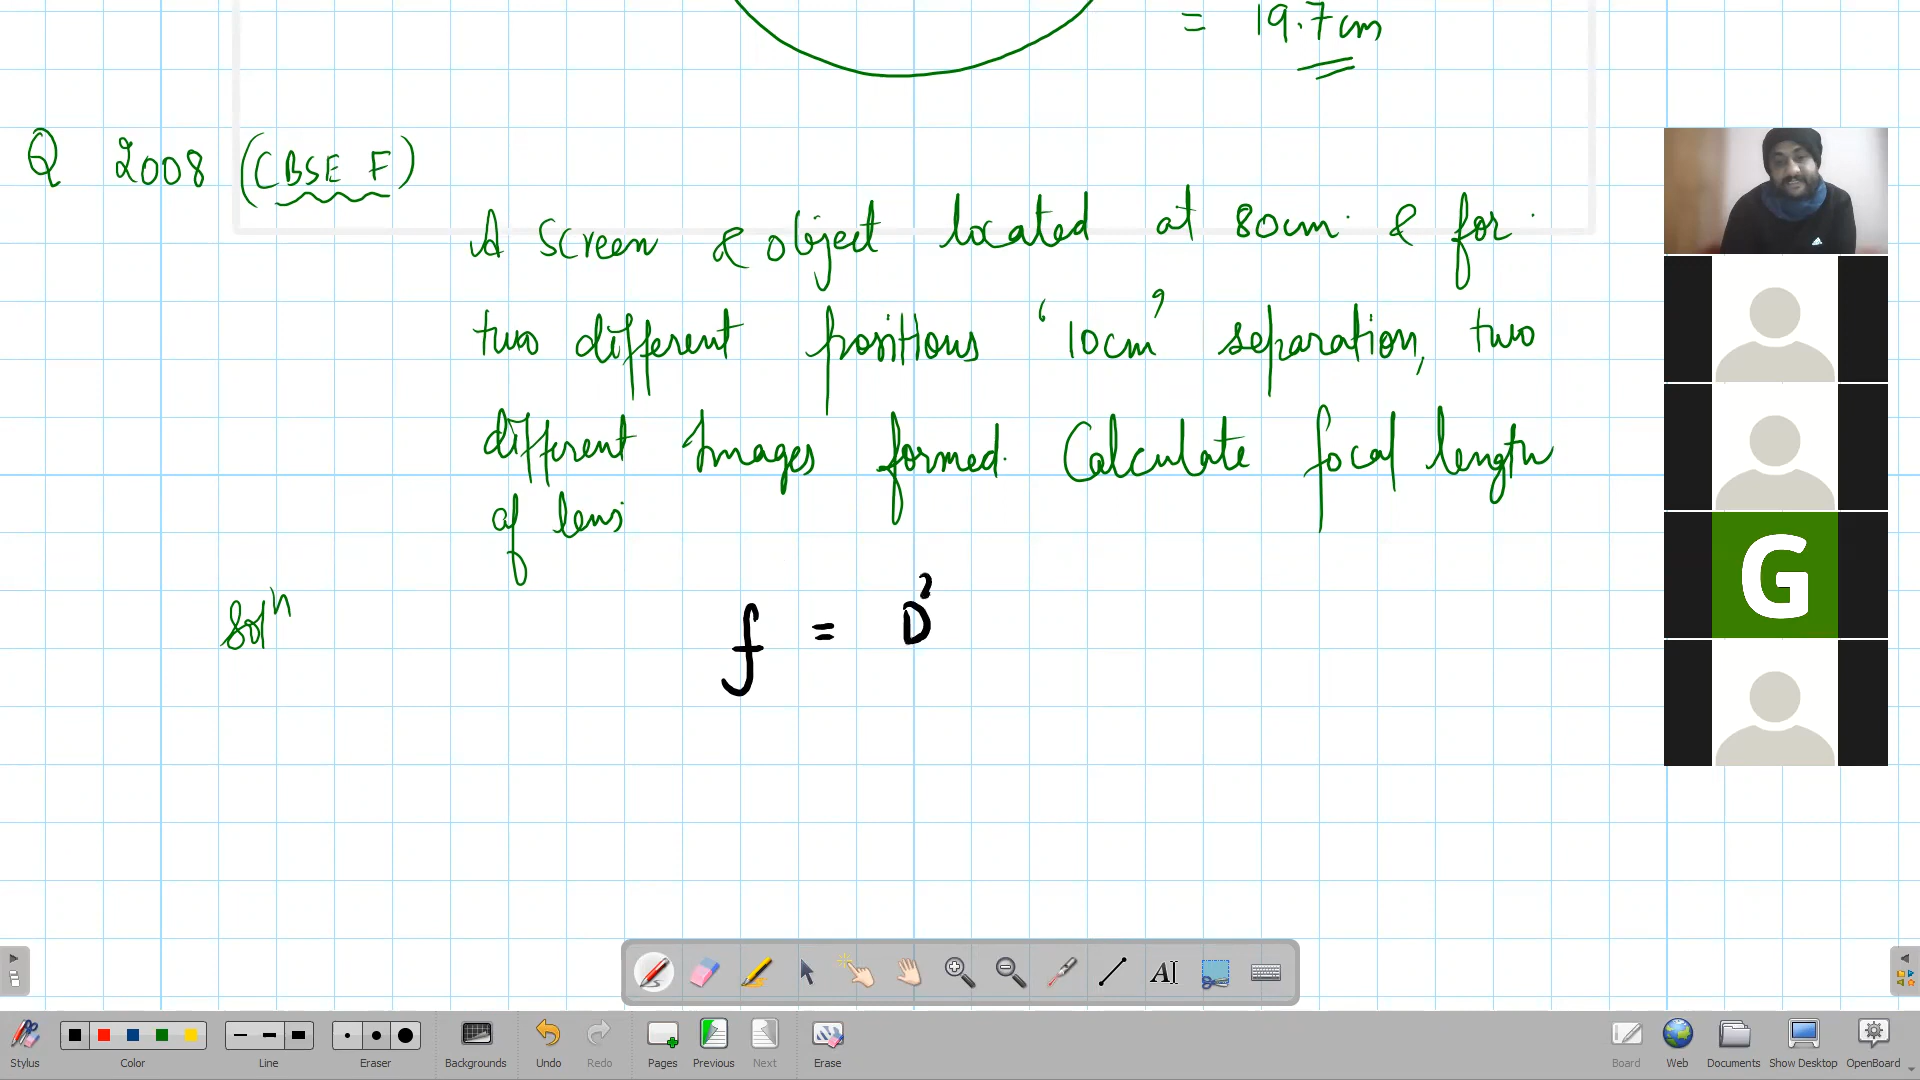 = 19.7cm
Q 2008 (CBSE F)
A screen & object located at 80cm & for
two different positions '10cm' separation, two
different Images formed. Calculate focal length
of lens
Solⁿ
f = D²
G
Stylus Color Line Eraser Backgrounds Undo Redo Pages Previous Next Erase Board Web Documents Show Desktop OpenBoard